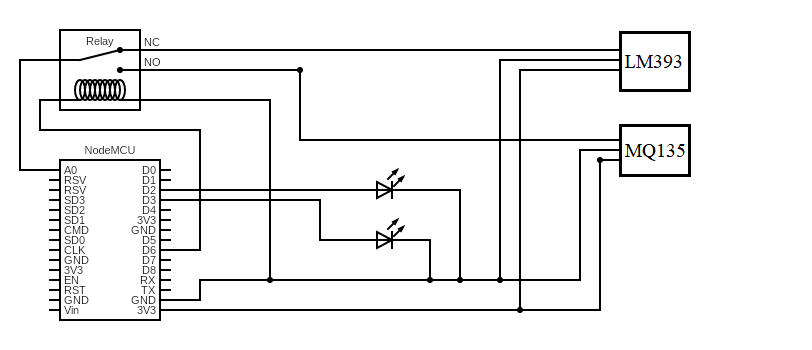 Relay
NC
NO
LM393
MQ135
NodeMCU
A0 D0
RSV D1
RSV D2
SD3 D3
SD2 D4
SD1 3V3
CMD GND
SD0 D5
CLK D6
GND D7
3V3 D8
EN RX
RST TX
GND GND
Vin 3V3